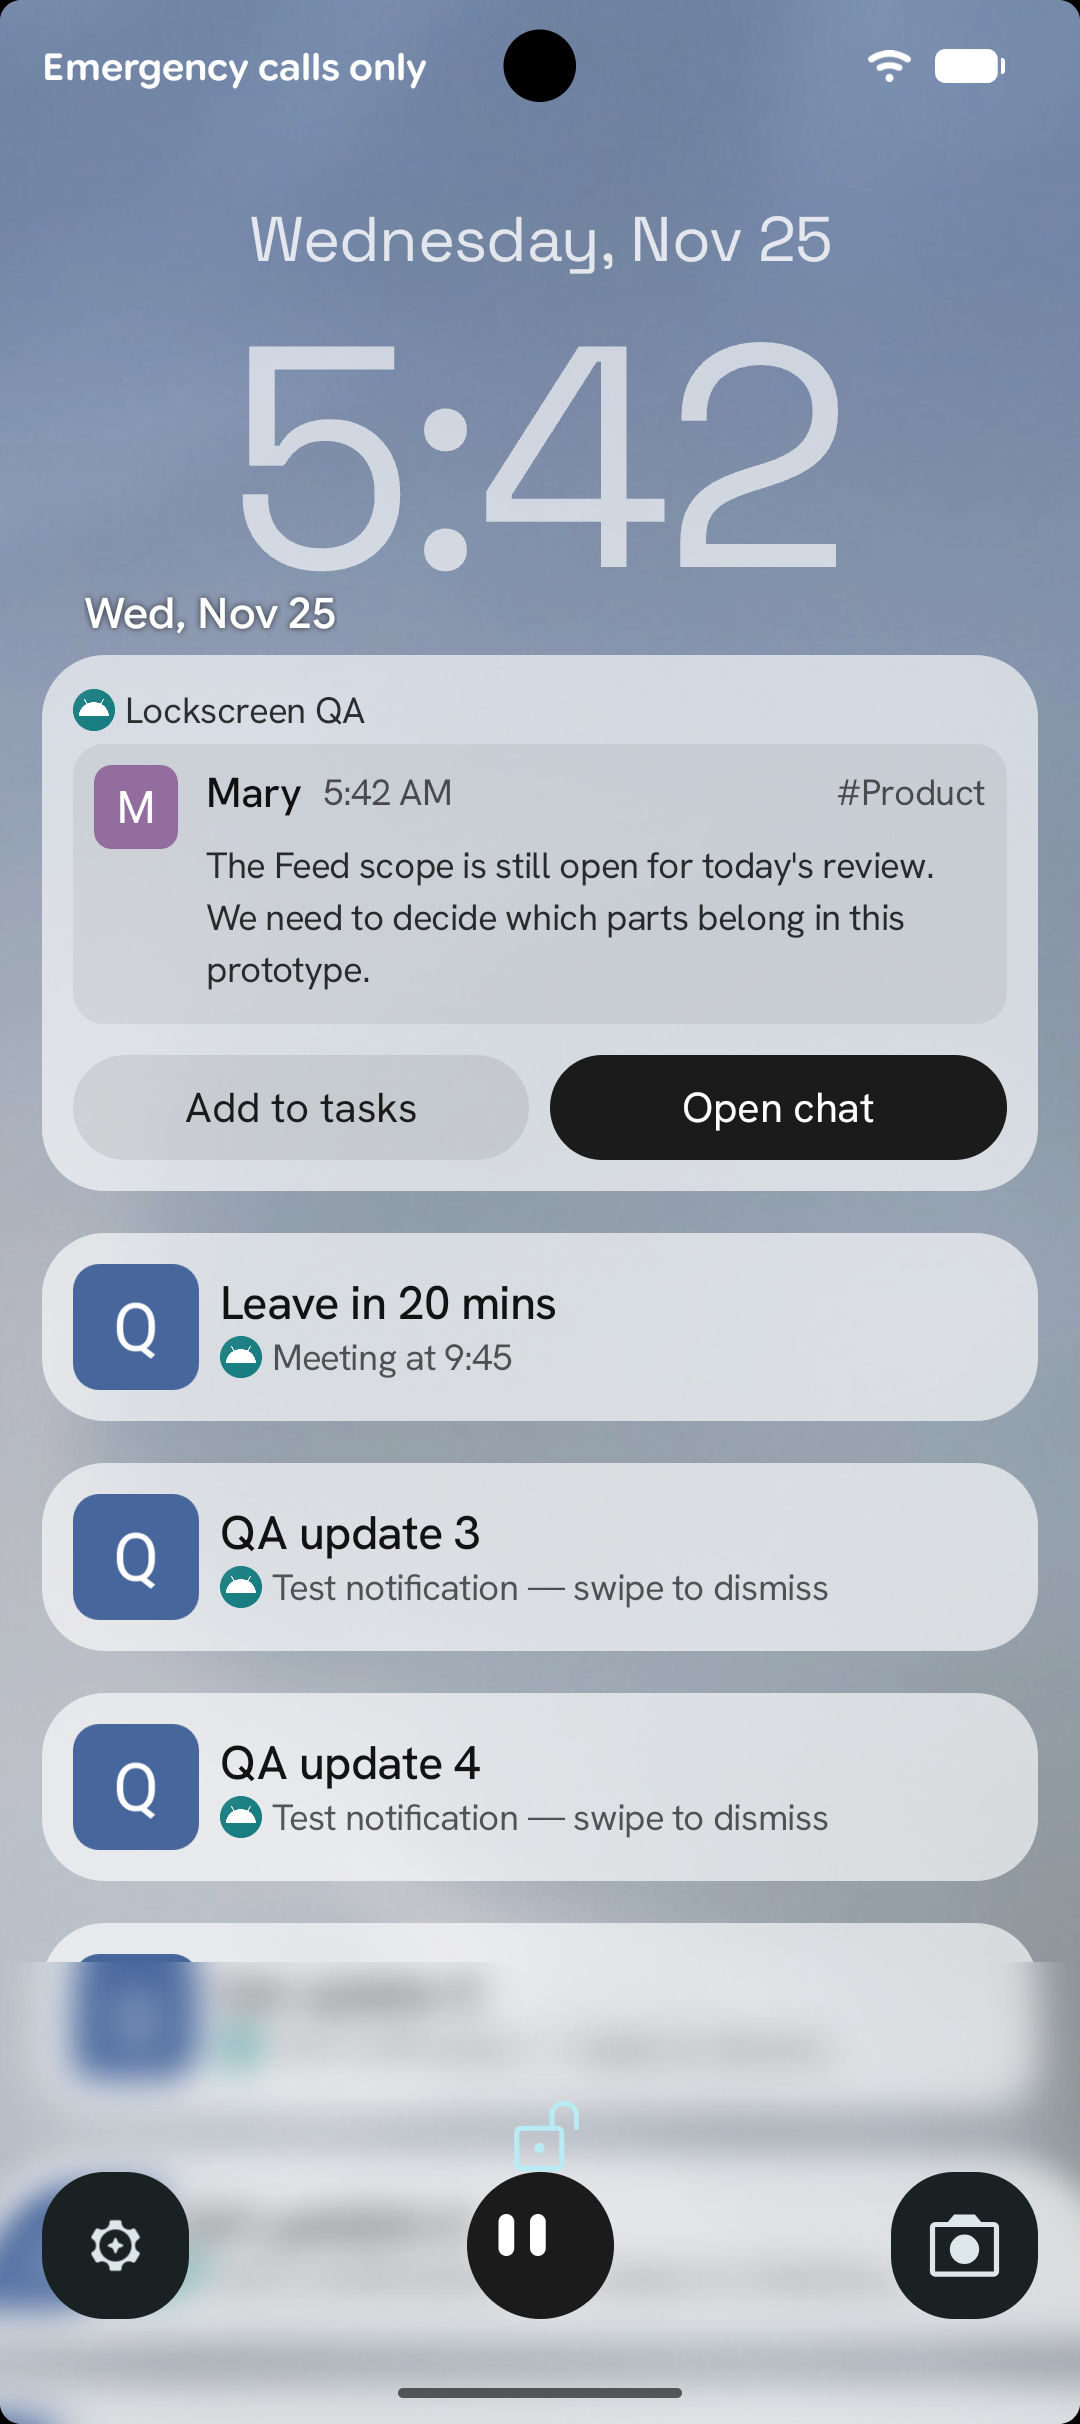 Emergency calls only
Wednesday, Nov 25
5:42
Wed, Nov 25
Lockscreen QA
M
Mary 5:42 AM #Product
The Feed scope is still open for today's review.
We need to decide which parts belong in this
prototype.
Add to tasks Open chat
Q
Leave in 20 mins
Meeting at 9:45
Q
QA update 3
Test notification — swipe to dismiss
Q
QA update 4
Test notification — swipe to dismiss